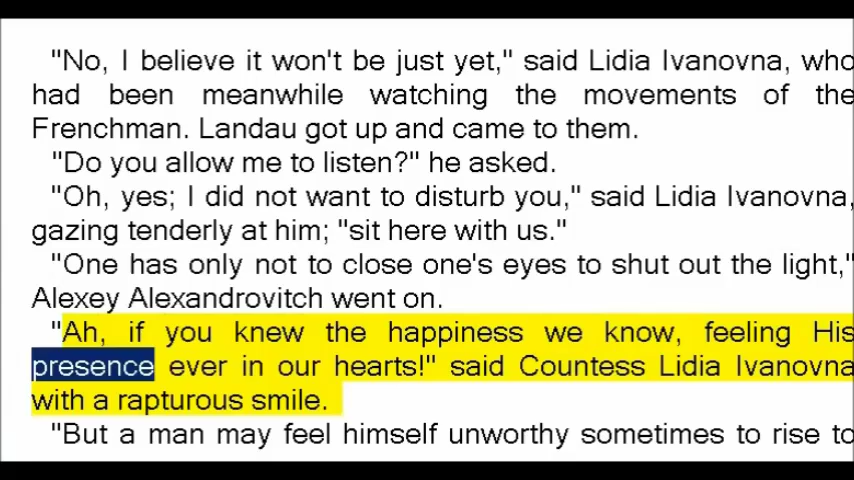 "No, I believe it won't be just yet," said Lidia Ivanovna, who
had been meanwhile watching the movements of the
Frenchman. Landau got up and came to them.
"Do you allow me to listen?" he asked.
"Oh, yes; I did not want to disturb you," said Lidia Ivanovna,
gazing tenderly at him; "sit here with us."
"One has only not to close one's eyes to shut out the light,"
Alexey Alexandrovitch went on.
"Ah, if you knew the happiness we know, feeling His
presence ever in our hearts!" said Countess Lidia Ivanovna
with a rapturous smile.
"But a man may feel himself unworthy sometimes to rise to